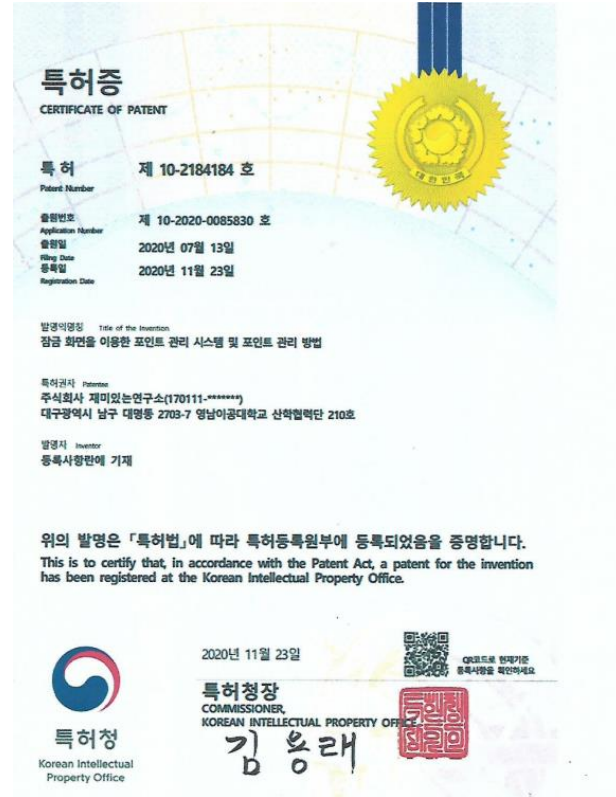 특허증
CERTIFICATE OF PATENT
대한민국
특 허 제 10-2184184 호
Patent Number
출원번호 제 10-2020-0085830 호
Application Number
출원일 2020년 07월 13일
Filing Date
등록일 2020년 11월 23일
Registration Date
발명의명칭 Title of the Invention
잠금 화면을 이용한 포인트 관리 시스템 및 포인트 관리 방법
특허권자 Patentee
주식회사 재미있는연구소(170111-*******)
대구광역시 남구 대명동 2703-7 영남이공대학교 산학협력단 210호
발명자 Inventor
등록사항란에 기재
위의 발명은 「특허법」에 따라 특허등록원부에 등록되었음을 증명합니다.
This is to certify that, in accordance with the Patent Act, a patent for the invention
has been registered at the Korean Intellectual Property Office.
2020년 11월 23일
QR코드로 현재기준
등록사항을 확인하세요
특허청장
COMMISSIONER,
KOREAN INTELLECTUAL PROPERTY OFFICE
김용래
특허청
Korean Intellectual
Property Office